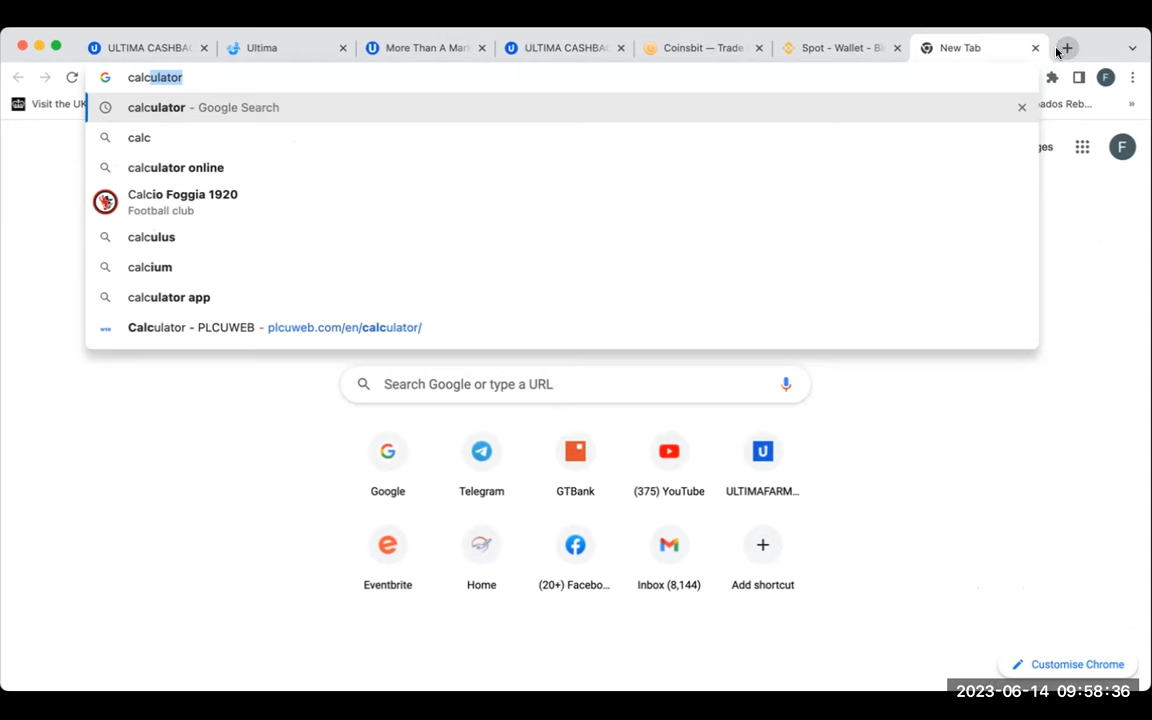 ULTIMA CASHBA
Ultima
More Than A Mar
ULTIMA CASHBA
Coinsbit — Trade
Spot - Wallet - Bi
New Tab
calculator
F
Visit the UK
ados Reb...
calculator - Google Search
calc
ges
F
calculator online
Calcio Foggia 1920
Football club
calculus
calcium
calculator app
Calculator - PLCUWEB - plcuweb.com/en/calculator/
Search Google or type a URL
Google
Telegram
GTBank
(375) YouTube
ULTIMAFARM...
Eventbrite
Home
(20+) Facebo...
Inbox (8,144)
Add shortcut
Customise Chrome
2023-06-14 09:58:36